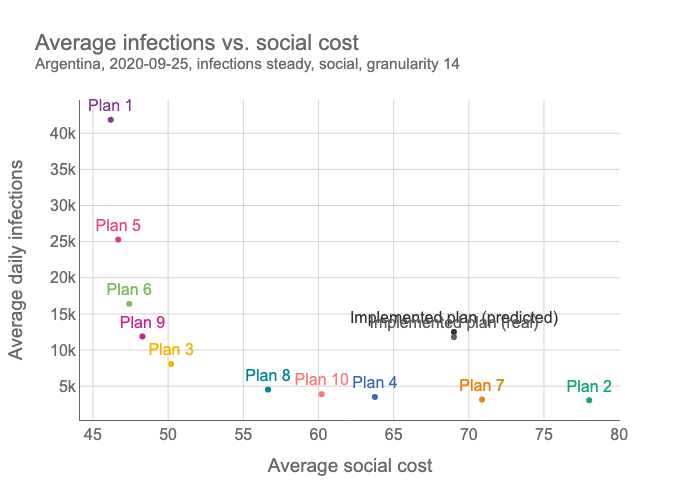 Average infections vs. social cost
Argentina, 2020-09-25, infections steady, social, granularity 14
Plan 1
40k
35k
30k
25k
20k
15k
10k
5k
Average daily infections
Plan 5
Plan 6
Plan 9
Plan 3
Implemented plan (predicted)
Implemented plan (real)
Plan 8
Plan 10
Plan 4
Plan 7
Plan 2
45
50
55
60
65
70
75
80
Average social cost